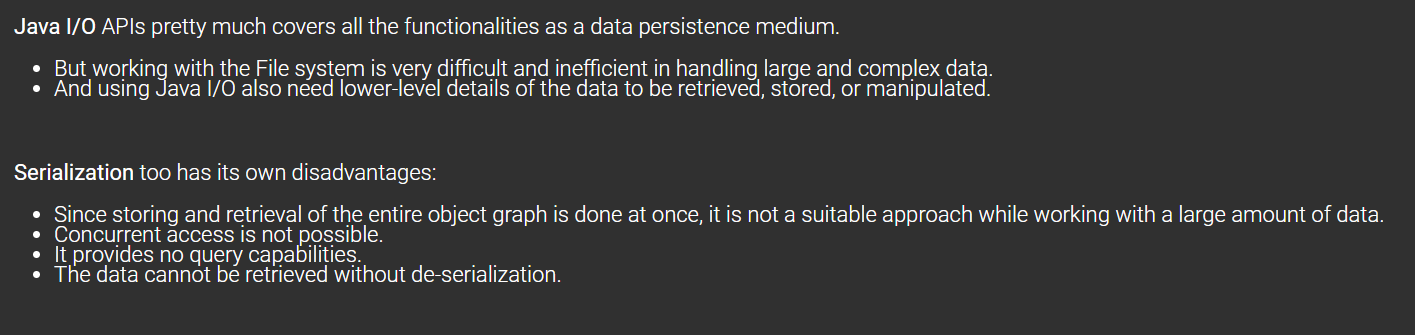 Java I/O APIs pretty much covers all the functionalities as a data persistence medium.
• But working with the File system is very difficult and inefficient in handling large and complex data.
• And using Java I/O also need lower-level details of the data to be retrieved, stored, or manipulated.
Serialization too has its own disadvantages:
• Since storing and retrieval of the entire object graph is done at once, it is not a suitable approach while working with a large amount of data.
• Concurrent access is not possible.
• It provides no query capabilities.
• The data cannot be retrieved without de-serialization.